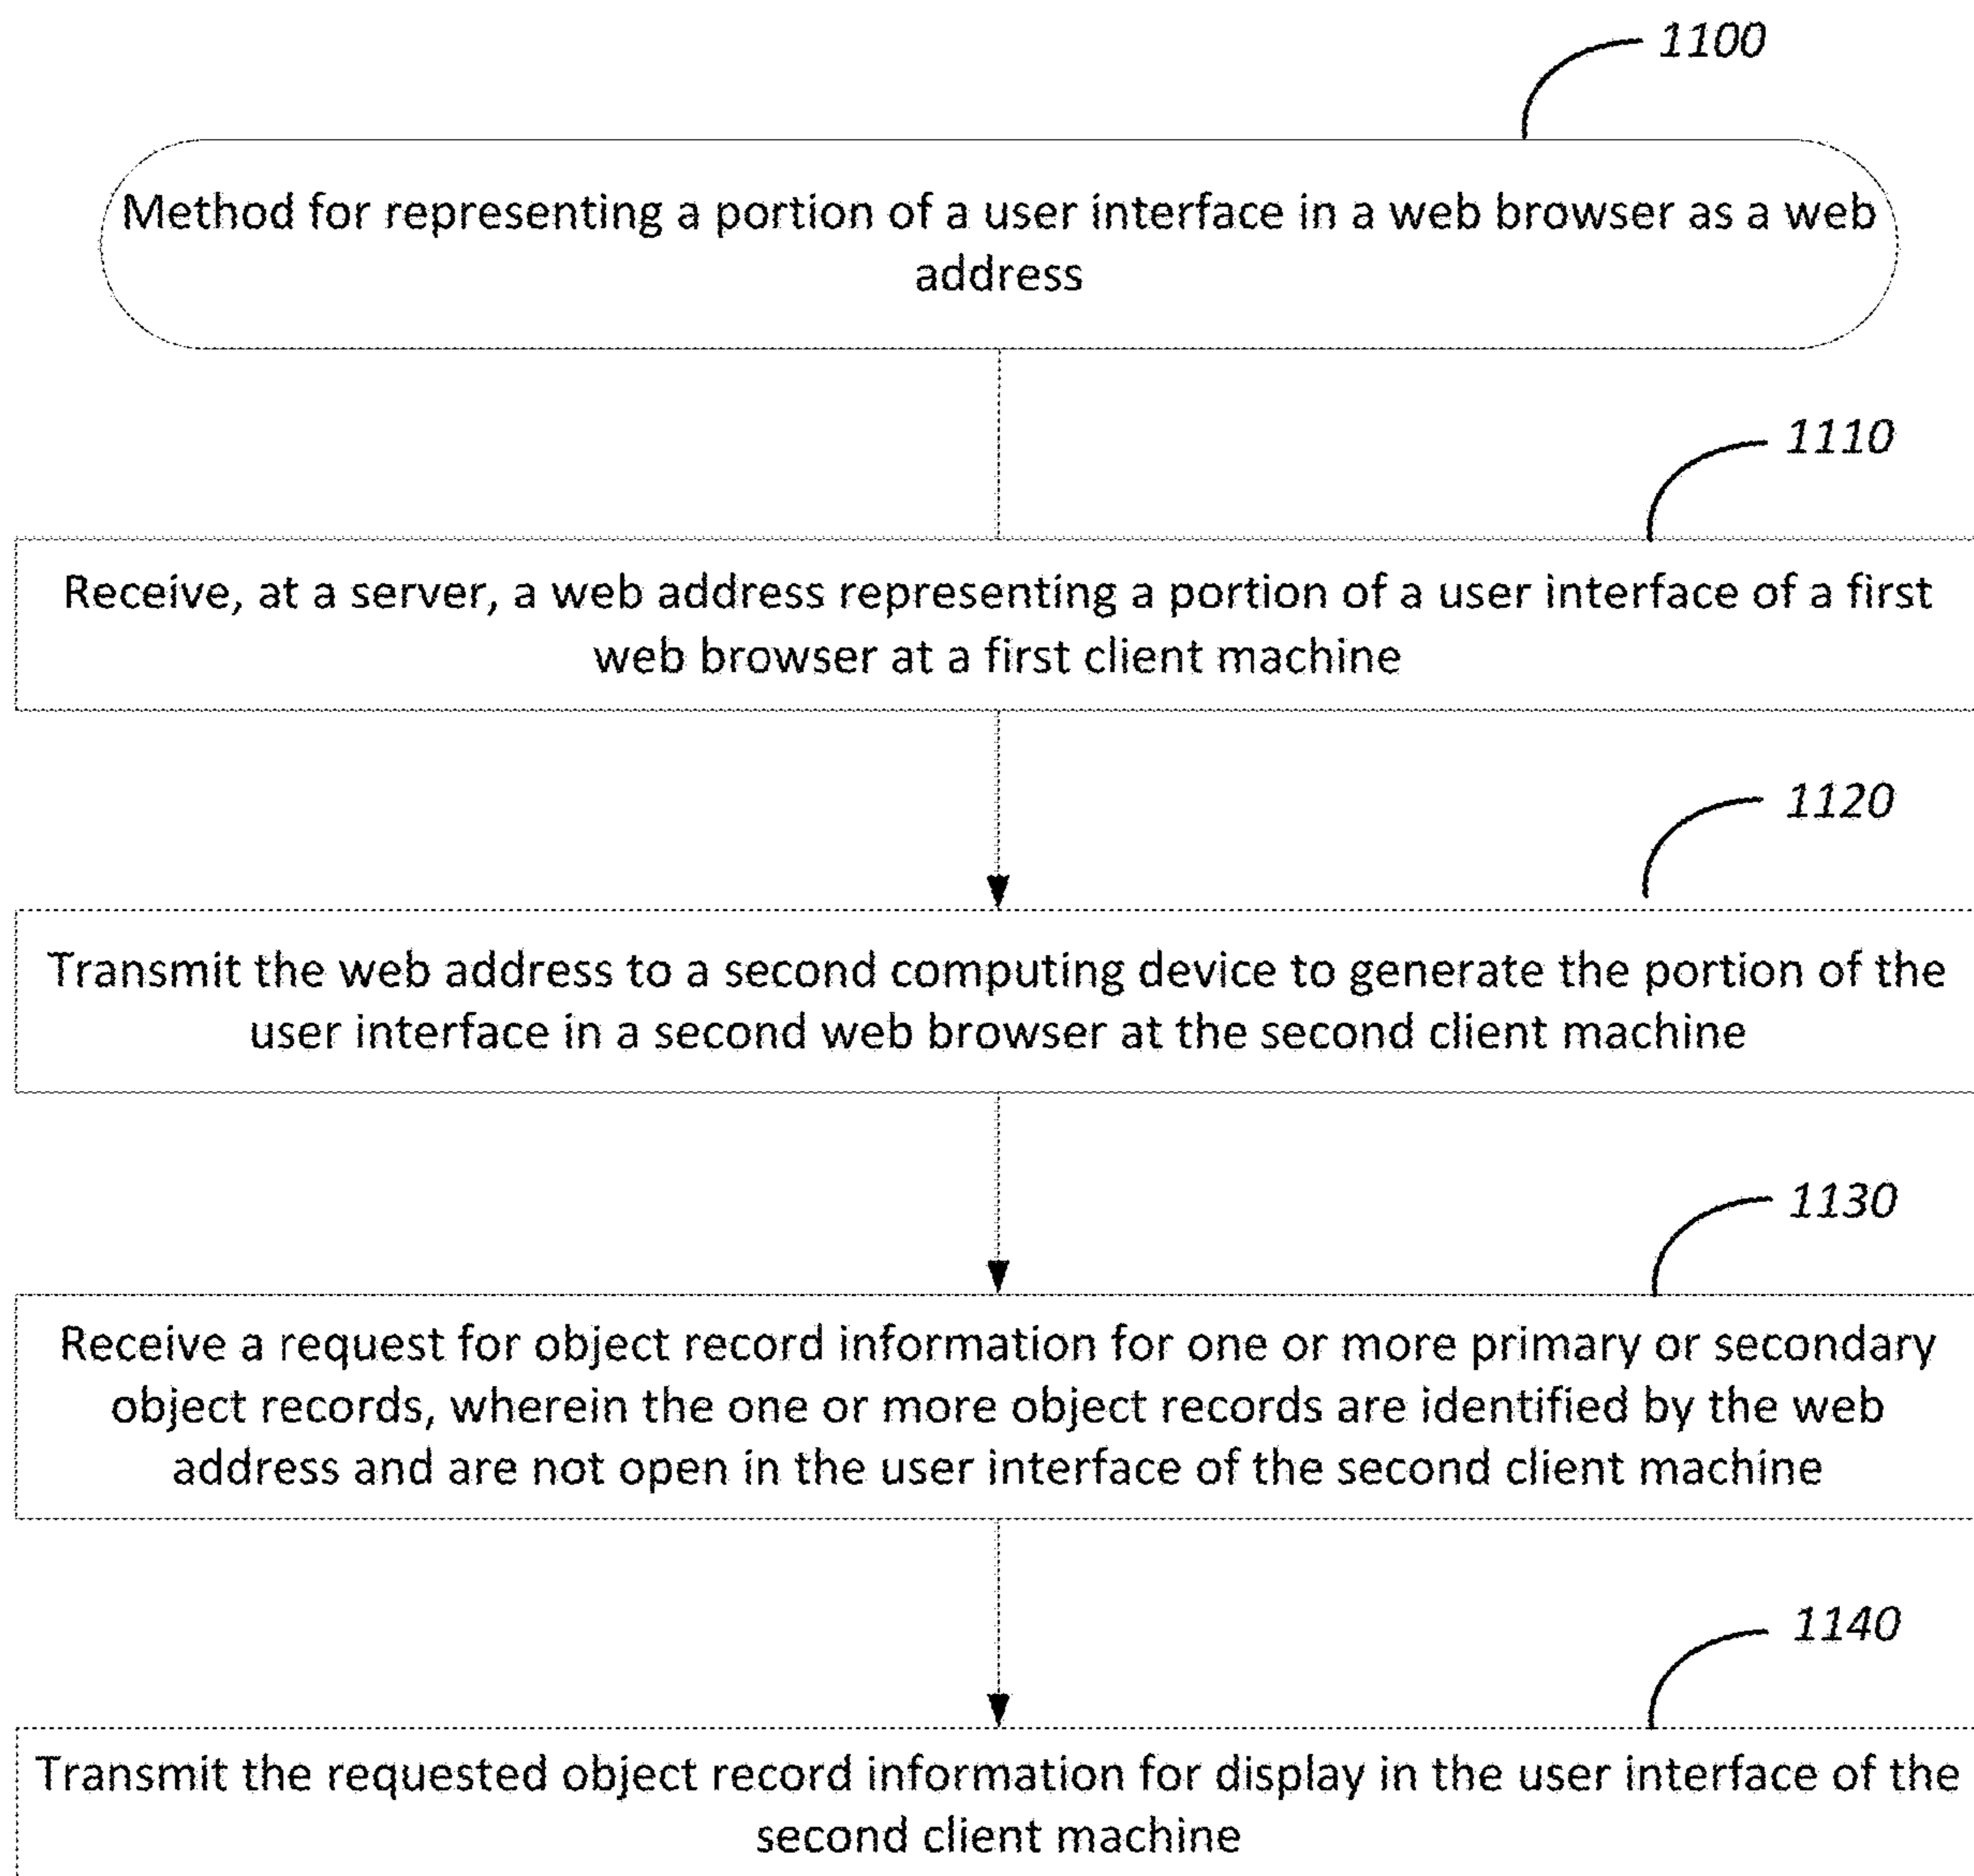 1100
Method for representing a portion of a user interface in a web browser as a web
address
1110
Receive, at a server, a web address representing a portion of a user interface of a first
web browser at a first client machine
1120
Transmit the web address to a second computing device to generate the portion of the
user interface in a second web browser at the second client machine
1130
Receive a request for object record information for one or more primary or secondary
object records, wherein the one or more object records are identified by the web
address and are not open in the user interface of the second client machine
1140
Transmit the requested object record information for display in the user interface of the
second client machine